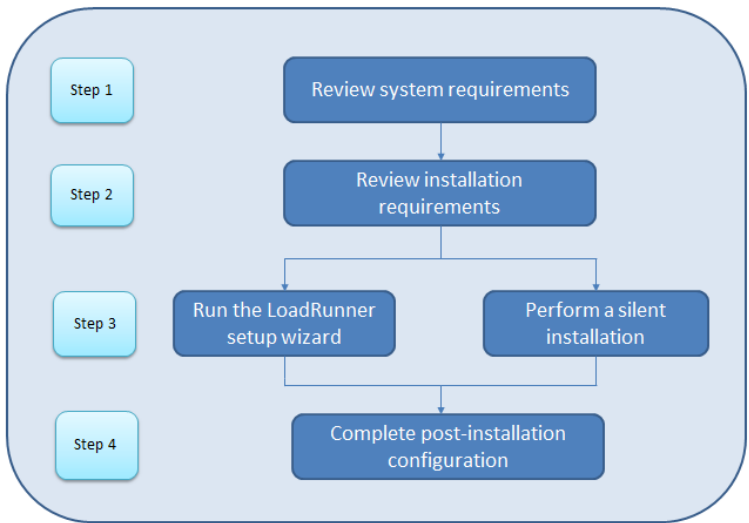 Step 1
Review system requirements
Step 2
Review installation
requirements
Step 3
Run the LoadRunner
setup wizard
Perform a silent
installation
Step 4
Complete post-installation
configuration